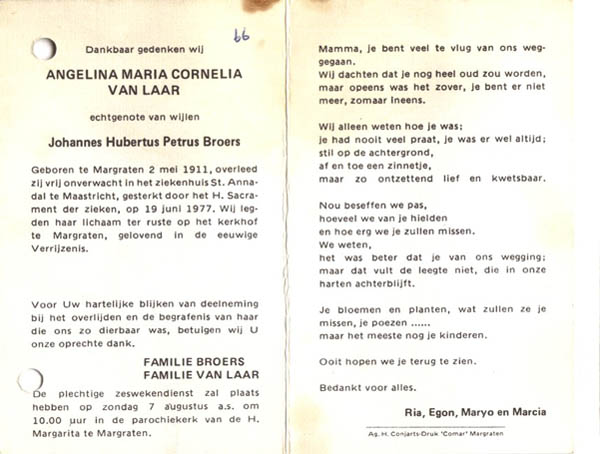 66
Dankbaar gedenken wij
ANGELINA MARIA CORNELIA
VAN LAAR
echtgenote van wijlen
Johannes Hubertus Petrus Broers
Geboren te Margraten 2 mei 1911, overleed
zij vrij onverwacht in het ziekenhuis St. Anna-
dal te Maastricht, gesterkt door het H. Sacra-
ment der zieken, op 19 juni 1977. Wij leg-
den haar lichaam ter ruste op het kerkhof
te Margraten, gelovend in de eeuwige
Verrijzenis.
Voor Uw hartelijke blijken van deelneming
bij het overlijden en de begrafenis van haar
die ons zo dierbaar was, betuigen wij U
onze oprechte dank.
FAMILIE BROERS
FAMILIE VAN LAAR
De plechtige zeswekendienst zal plaats
hebben op zondag 7 augustus a.s. om
10.00 uur in de parochiekerk van de H.
Margarita te Margraten.
Mamma, je bent veel te vlug van ons weg-
gegaan.
Wij dachten dat je nog heel oud zou worden,
maar opeens was het zover, je bent er niet
meer, zomaar ineens.
Wij alleen weten hoe je was;
je had nooit veel praat, je was er wel altijd;
stil op de achtergrond,
af en toe een zinnetje,
maar zo ontzettend lief en kwetsbaar.
Nou beseffen we pas,
hoeveel we van je hielden
en hoe erg we je zullen missen.
We weten,
het was beter dat je van ons wegging;
maar dat vult de leegte niet, die in onze
harten achterblijft.
Je bloemen en planten, wat zullen ze je
missen, je poezen ......
maar het meeste nog je kinderen.
Ooit hopen we je terug te zien.
Bedankt voor alles.
Ria, Egon, Maryo en Marcia
Ag. H. Conjarts-Druk "Comar" Margraten